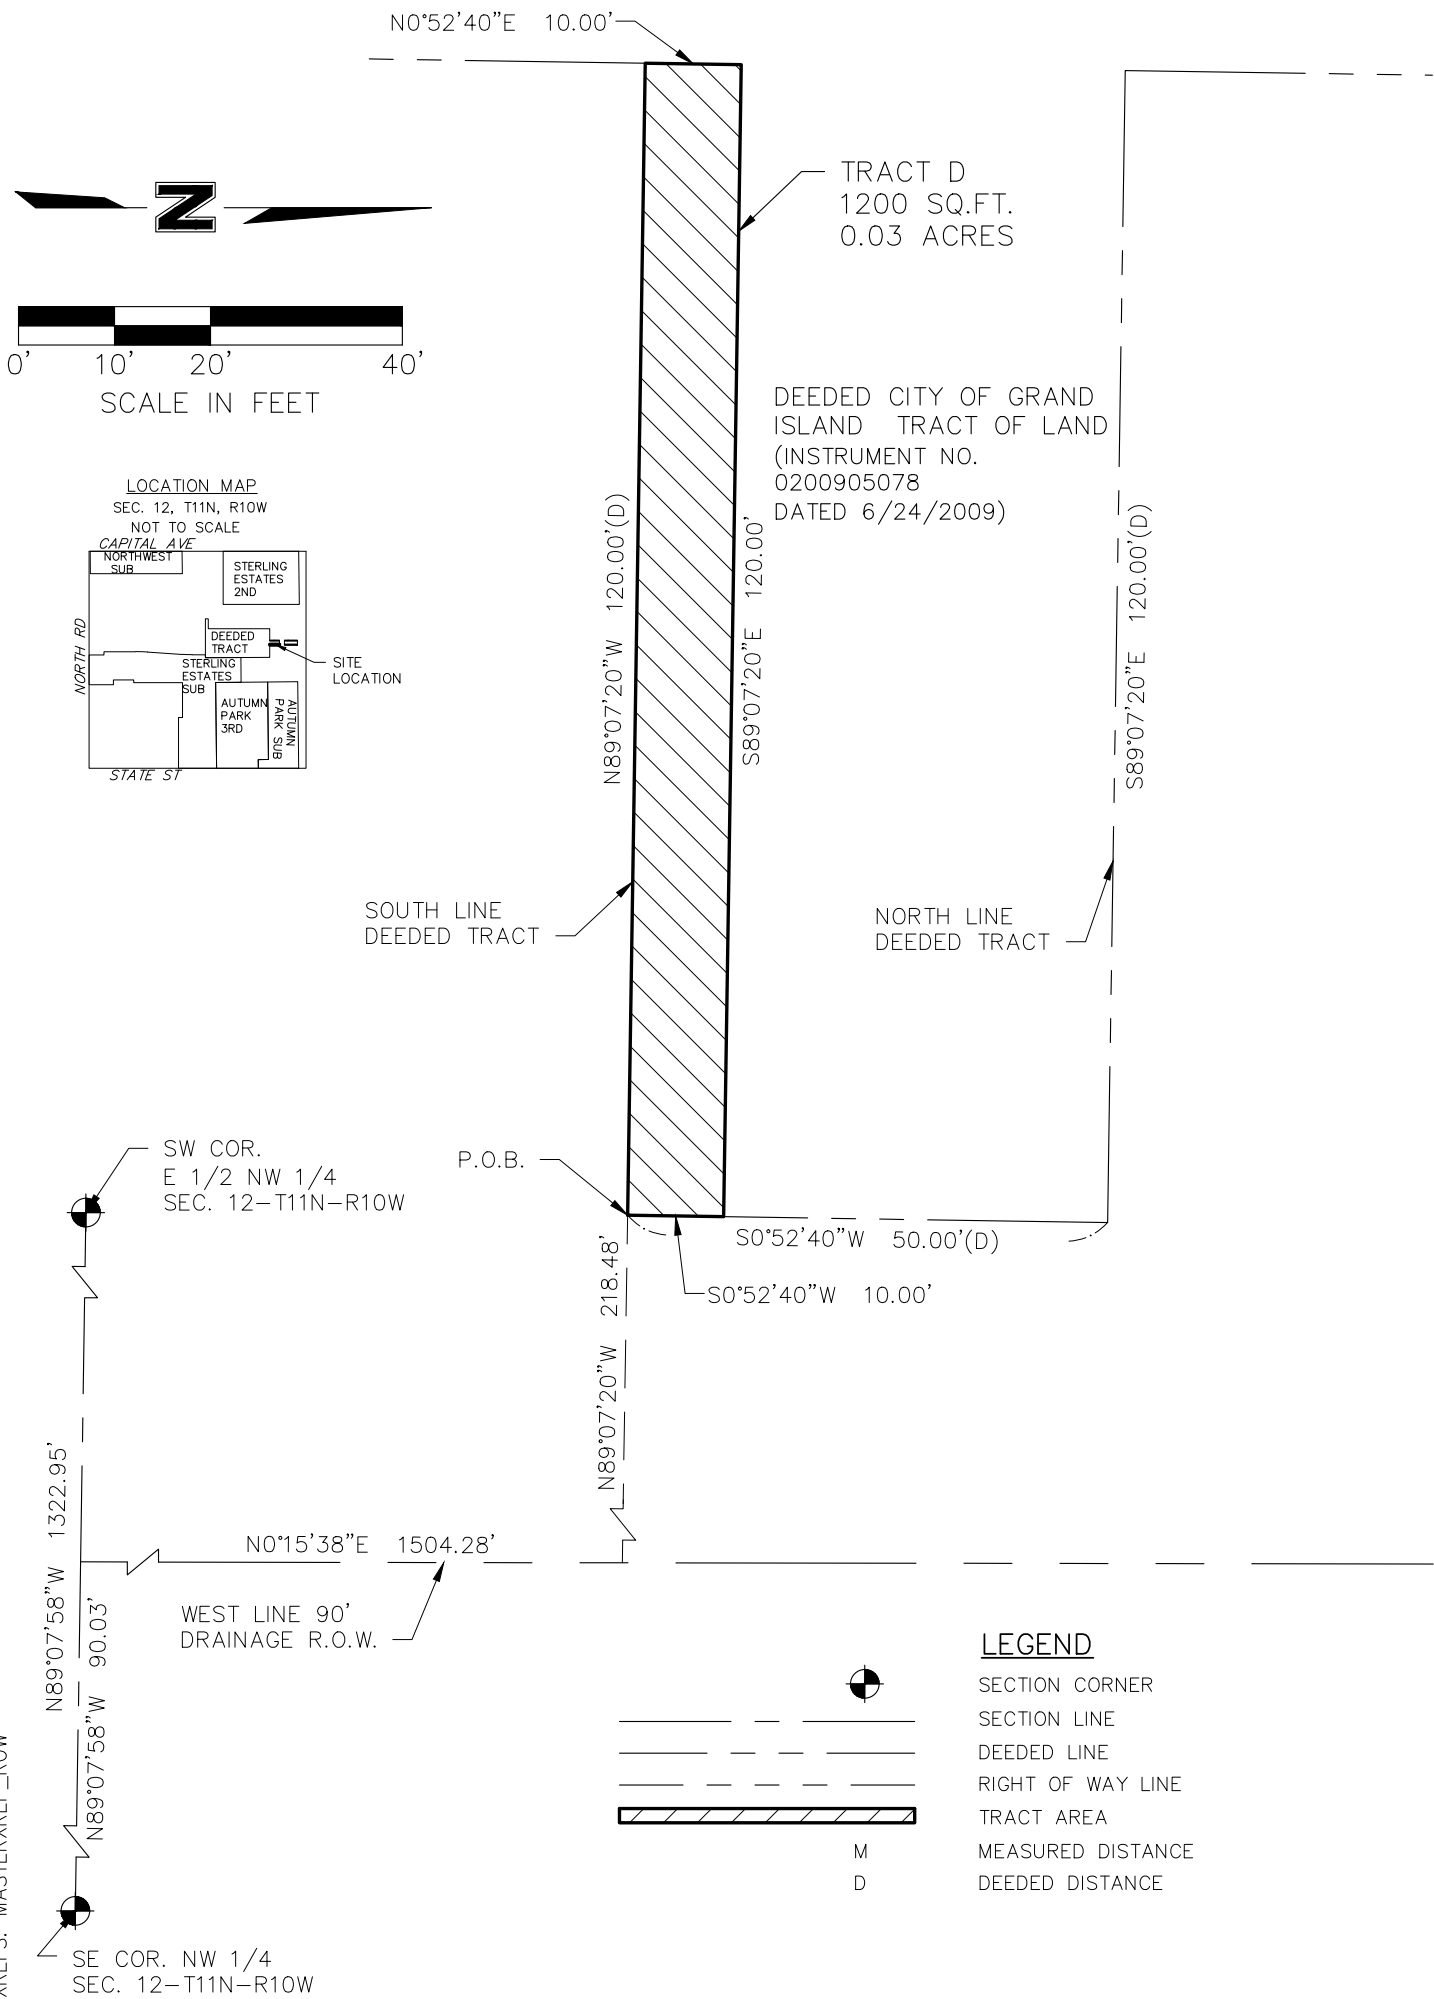 N0°52'40"E 10.00'
TRACT D
1200 SQ.FT.
0.03 ACRES
N
0' 10' 20' 40'
SCALE IN FEET
DEEDED CITY OF GRAND
ISLAND TRACT OF LAND
(INSTRUMENT NO.
0200905078
DATED 6/24/2009)
LOCATION MAP
SEC. 12, T11N, R10W
NOT TO SCALE
CAPITAL AVE
NORTHWEST
SUB
STERLING
ESTATES
2ND
NORTH RD
DEEDED
TRACT
STERLING
ESTATES
SUB
SITE
LOCATION
AUTUMN
PARK
3RD
AUTUMN
PARK SUB
STATE ST
N89°07'20"W 120.00'(D)
S89°07'20"E 120.00'
S89°07'20"E 120.00'(D)
SOUTH LINE
DEEDED TRACT
NORTH LINE
DEEDED TRACT
SW COR.
E 1/2 NW 1/4
SEC. 12-T11N-R10W
P.O.B.
S0°52'40"W 50.00'(D)
S0°52'40"W 10.00'
N89°07'20"W 218.48'
N89°07'58"W 1322.95'
N0°15'38"E 1504.28'
WEST LINE 90'
DRAINAGE R.O.W.
N89°07'58"W 90.03'
LEGEND
SECTION CORNER
SECTION LINE
DEEDED LINE
RIGHT OF WAY LINE
TRACT AREA
M MEASURED DISTANCE
D DEEDED DISTANCE
SE COR. NW 1/4
SEC. 12-T11N-R10W